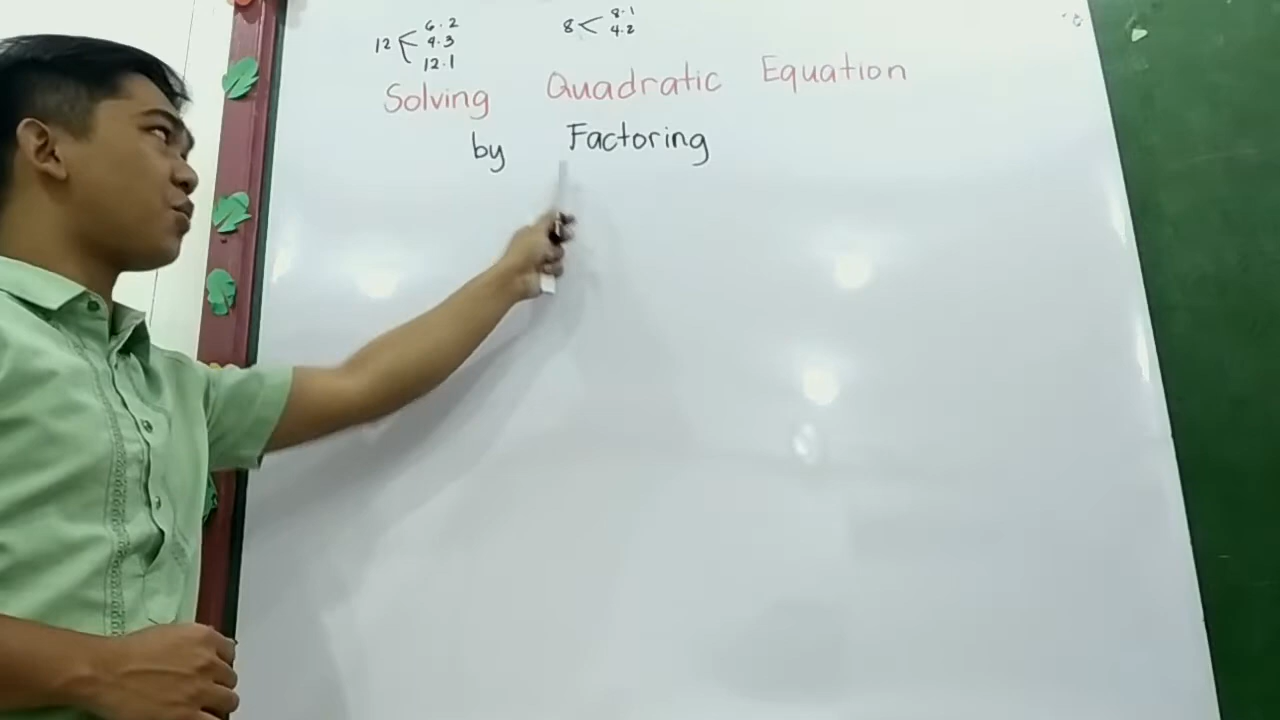 12 < 6.2
4.3
12.1
8 < 8.1
4.2
Solving Quadratic Equation
by Factoring